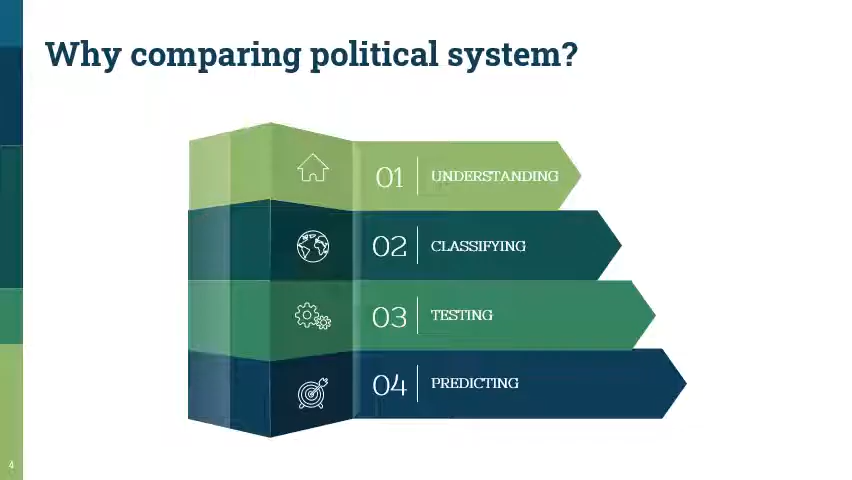 Why comparing political system?
01 UNDERSTANDING
02 CLASSIFYING
03 TESTING
04 PREDICTING
4